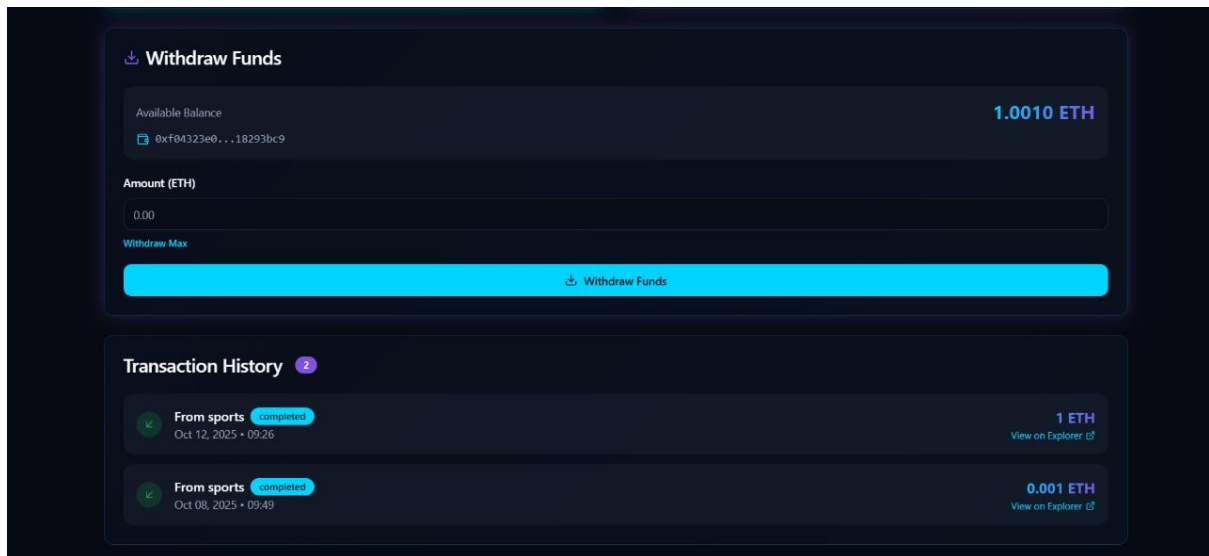 Withdraw Funds
Available Balance
1.0010 ETH
0xf04323e0...18293bc9
Amount (ETH)
0.00
Withdraw Max
Withdraw Funds
Transaction History 2
From sports completed
1 ETH
Oct 12, 2025 • 09:26
View on Explorer
From sports completed
0.001 ETH
Oct 08, 2025 • 09:49
View on Explorer